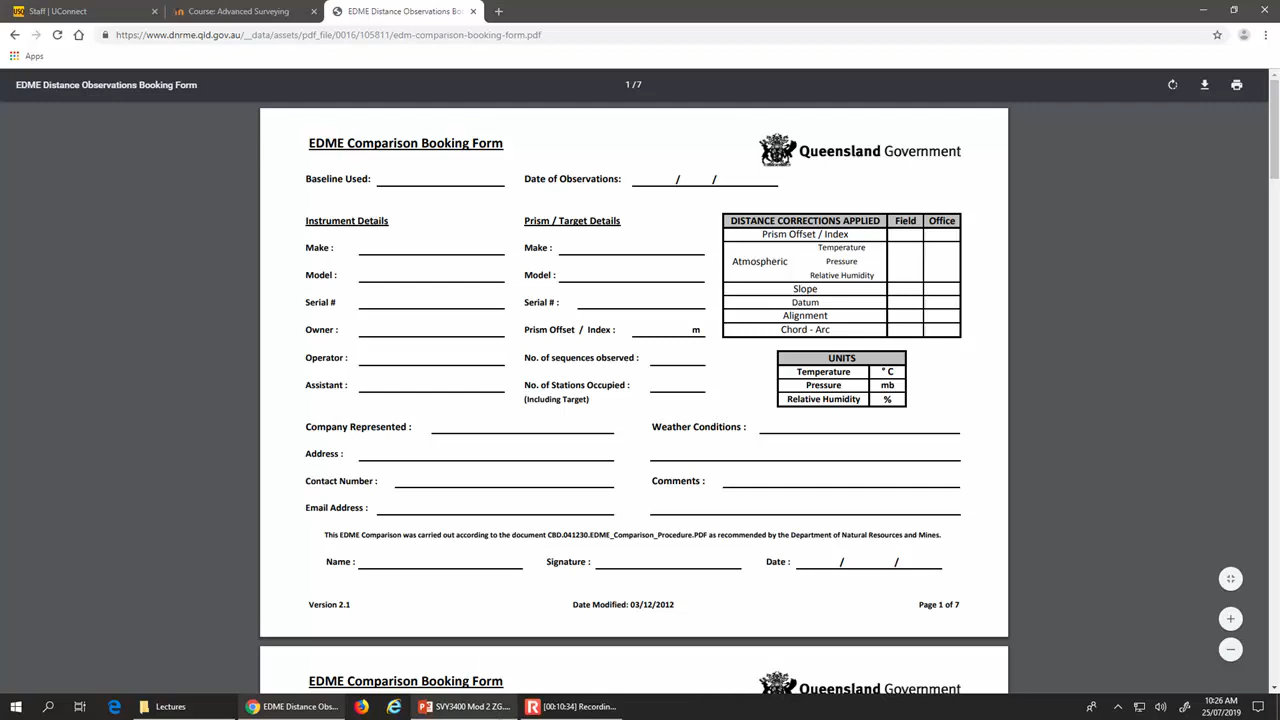 Staff | UConnect
Course: Advanced Surveying
EDME Distance Observations Bo
https://www.dnrme.qld.gov.au/__data/assets/pdf_file/0016/105811/edm-comparison-booking-form.pdf
Apps
EDME Distance Observations Booking Form
1 / 7
EDME Comparison Booking Form
Queensland Government
Baseline Used:
Date of Observations: / /
Instrument Details
Prism / Target Details
DISTANCE CORRECTIONS APPLIED Field Office
Prism Offset / Index
Atmospheric
Temperature
Pressure
Relative Humidity
Slope
Datum
Alignment
Chord - Arc
Make :
Make :
Model :
Model :
Serial #
Serial # :
Owner :
Prism Offset / Index : m
Operator :
No. of sequences observed :
Assistant :
No. of Stations Occupied :
(Including Target)
UNITS
Temperature ° C
Pressure mb
Relative Humidity %
Company Represented :
Weather Conditions :
Address :
Contact Number :
Comments :
Email Address :
This EDME Comparison was carried out according to the document CBD.041230.EDME_Comparison_Procedure.PDF as recommended by the Department of Natural Resources and Mines.
Name :
Signature :
Date : / /
Version 2.1
Date Modified: 03/12/2012
Page 1 of 7
EDME Comparison Booking Form
Queensland Government
Lectures
EDME Distance Obs...
SVY3400 Mod 2 ZG....
[00:10:34] Recordin...
10:26 AM
25/07/2019